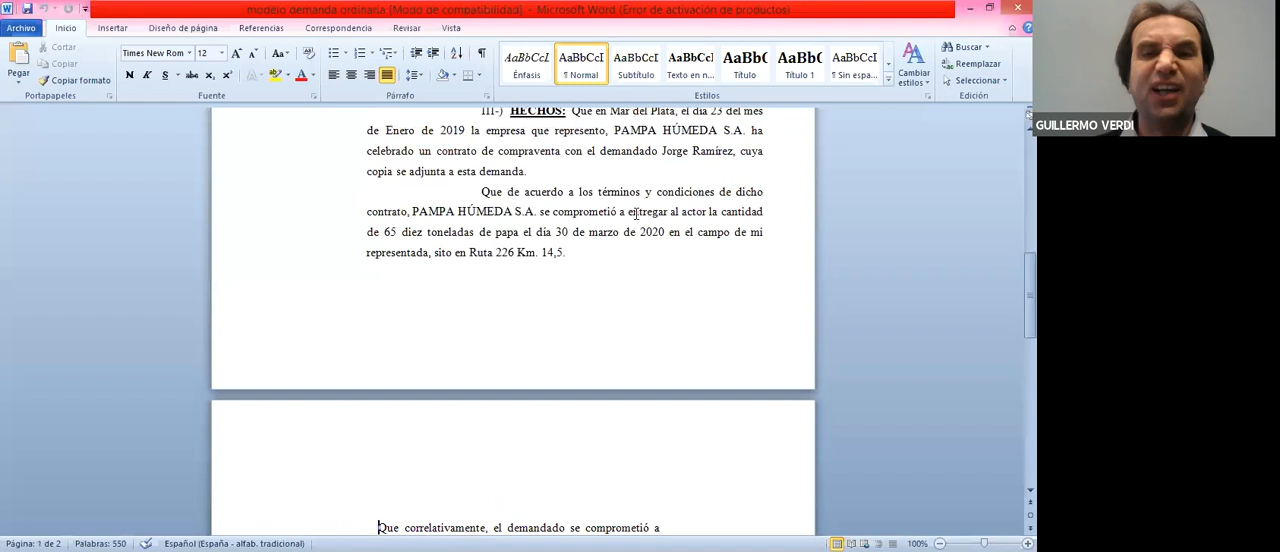 modelo demanda ordinaria [Modo de compatibilidad] - Microsoft Word (Error de activación de productos)
Archivo Inicio Insertar Diseño de página Referencias Correspondencia Revisar Vista
Cortar
Copiar
Copiar formato
Pegar
Portapapeles
Times New Rom 12
N K S abc x₂ x² A
Fuente
Párrafo
AaBbCcI AaBbCcI AaBbCcI AaBbCcI AaBb( AaBb( AaBbCcI
Énfasis ¶ Normal Subtítulo Texto en n... Título Título 1 ¶ Sin espa...
Cambiar estilos
Estilos
Buscar
Reemplazar
Seleccionar
Edición
GUILLERMO VERDI
III-) HECHOS: Que en Mar del Plata, el día 23 del mes
de Enero de 2019 la empresa que represento, PAMPA HÚMEDA S.A. ha
celebrado un contrato de compraventa con el demandado Jorge Ramírez, cuya
copia se adjunta a esta demanda.
Que de acuerdo a los términos y condiciones de dicho
contrato, PAMPA HÚMEDA S.A. se comprometió a entregar al actor la cantidad
de 65 diez toneladas de papa el día 30 de marzo de 2020 en el campo de mi
representada, sito en Ruta 226 Km. 14,5.
Que correlativamente, el demandado se comprometió a
Página: 1 de 2 Palabras: 550 Español (España - alfab. tradicional) 100%